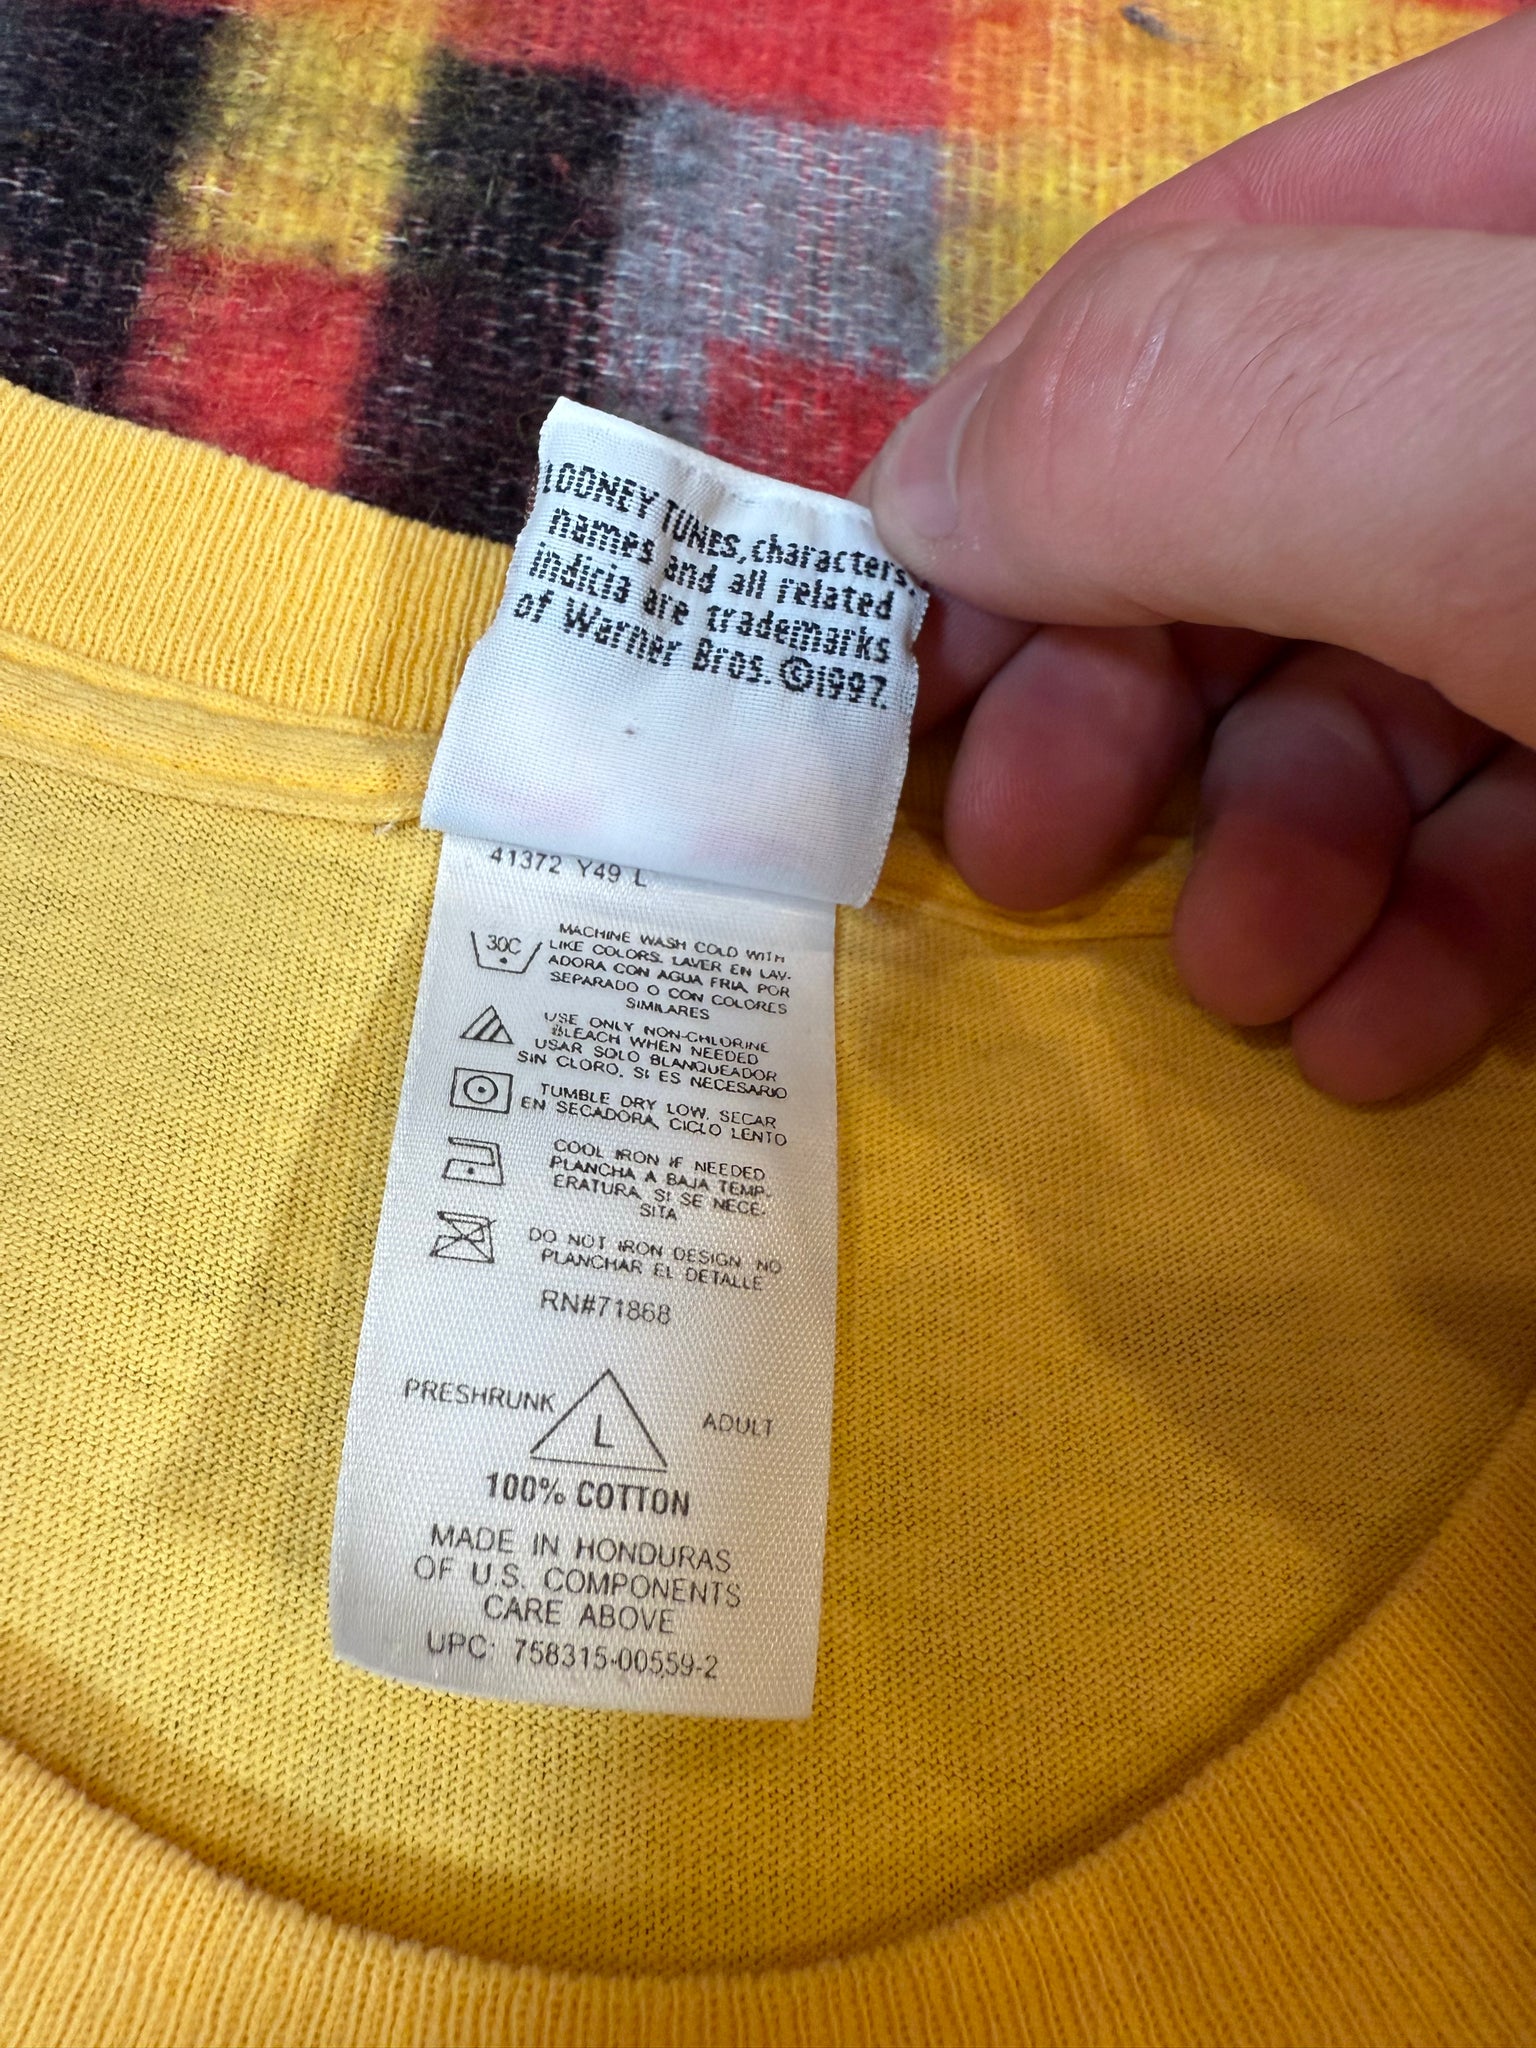 LOONEY TUNES, characters,
names and all related
indicia are trademarks
of Warner Bros. ©1997.
41372 Y49 L
30C
MACHINE WASH COLD WITH
LIKE COLORS. LAVER EN LAV-
ADORA CON AGUA FRIA, POR
SEPARADO O CON COLORES
SIMILARES
USE ONLY NON-CHLORINE
BLEACH WHEN NEEDED
USAR SOLO BLANQUEADOR
SIN CLORO, SI ES NECESARIO
TUMBLE DRY LOW. SECAR
EN SECADORA, CICLO LENTO
COOL IRON IF NEEDED
PLANCHA A BAJA TEMP-
ERATURA, SI SE NECE-
SITA
DO NOT IRON DESIGN NO
PLANCHAR EL DETALLE
RN#71868
PRESHRUNK L ADULT
100% COTTON
MADE IN HONDURAS
OF U.S. COMPONENTS
CARE ABOVE
UPC: 758315-00559-2